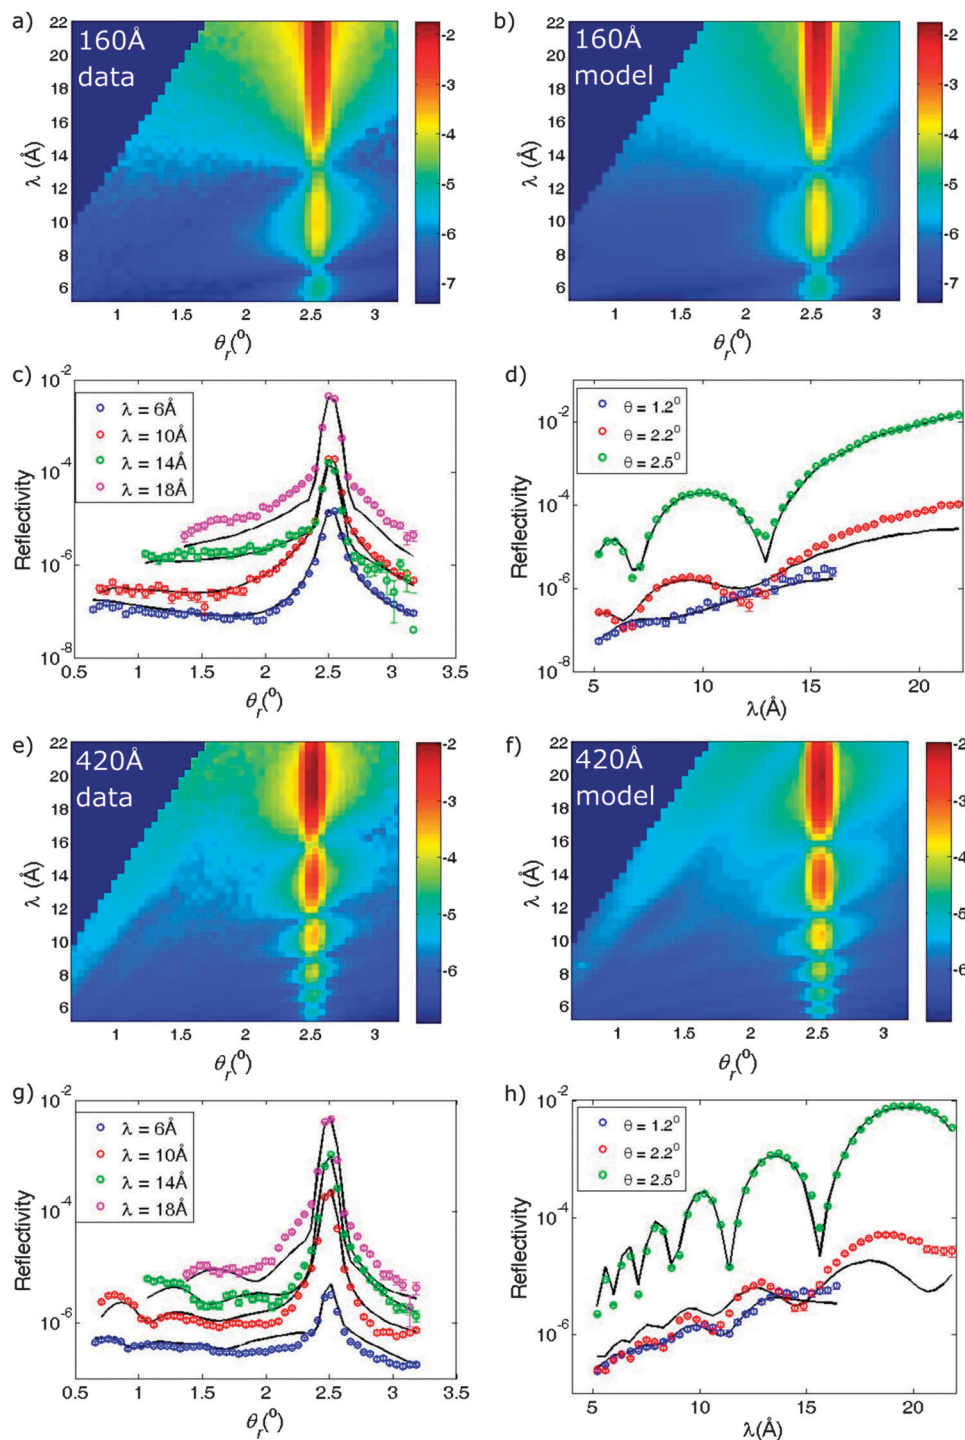 a)
160Å
data
22
20
18
16
14
12
10
8
6
λ (Å)
1
1.5
2
2.5
3
θr(0)
-2
-3
-4
-5
-6
-7
b)
160Å
model
22
20
18
16
14
12
10
8
6
λ (Å)
1
1.5
2
2.5
3
θr(0)
-2
-3
-4
-5
-6
-7
c)
10-2
10-4
10-6
10-8
Reflectivity
λ = 6Å
λ = 10Å
λ = 14Å
λ = 18Å
0.5
1
1.5
2
2.5
3
3.5
θr(0)
d)
10-2
10-4
10-6
10-8
Reflectivity
θ = 1.20
θ = 2.20
θ = 2.50
5
10
15
20
λ(Å)
e)
420Å
data
22
20
18
16
14
12
10
8
6
λ (Å)
1
1.5
2
2.5
3
θr(0)
-2
-3
-4
-5
-6
f)
420Å
model
22
20
18
16
14
12
10
8
6
λ (Å)
1
1.5
2
2.5
3
θr(0)
-2
-3
-4
-5
-6
g)
10-2
10-4
10-6
Reflectivity
λ = 6Å
λ = 10Å
λ = 14Å
λ = 18Å
0.5
1
1.5
2
2.5
3
3.5
θr(0)
h)
10-2
10-4
10-6
Reflectivity
θ = 1.20
θ = 2.20
θ = 2.50
5
10
15
20
λ(Å)